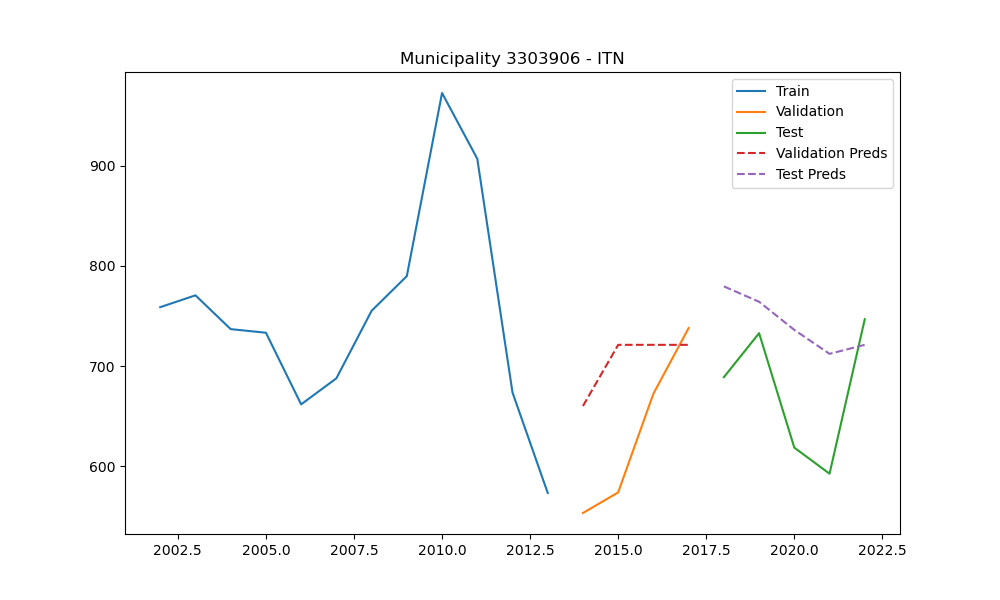 Municipality 3303906 - ITN
Train
Validation
Test
Validation Preds
Test Preds
900
800
700
600
2002.5 2005.0 2007.5 2010.0 2012.5 2015.0 2017.5 2020.0 2022.5